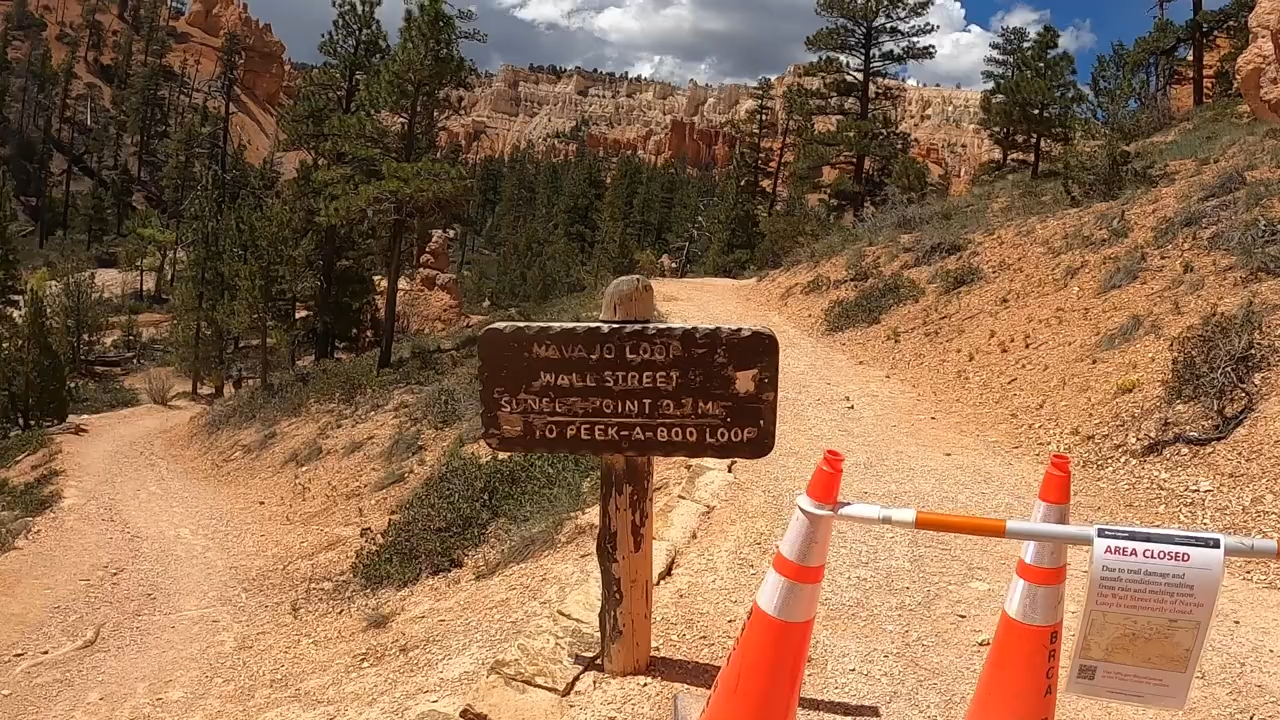 NAVAJO LOOP
WALL STREET
SUNSET POINT 0.7 MI
TO PEEK-A-BOO LOOP
AREA CLOSED
Due to trail damage and
unsafe conditions resulting
from rain and melting snow,
the Wall Street side of Navajo
Loop is temporarily closed.
BRCA